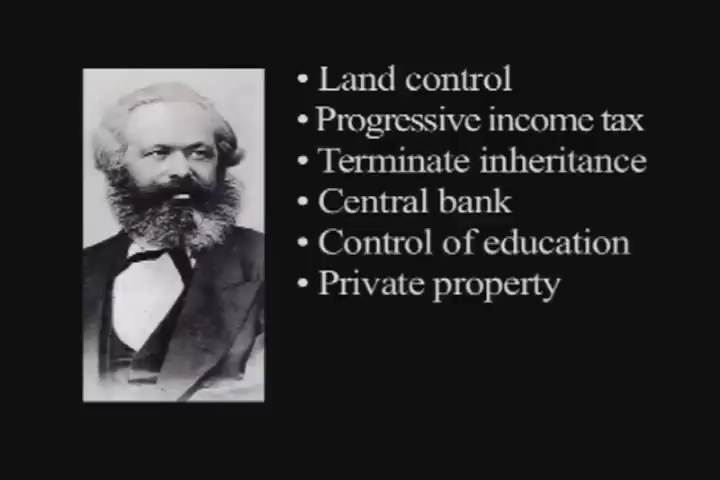 • Land control
• Progressive income tax
• Terminate inheritance
• Central bank
• Control of education
• Private property